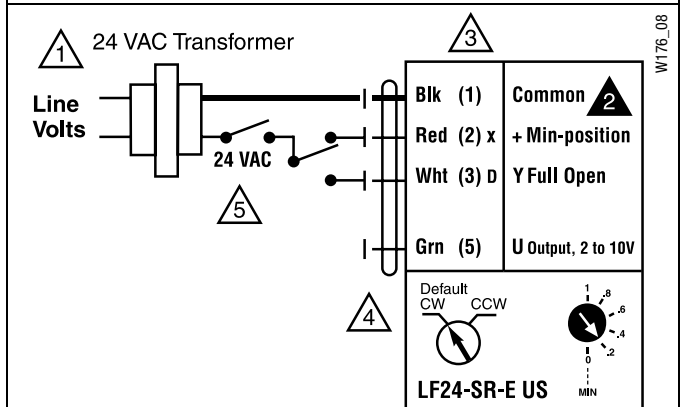 W176_08
1 24 VAC Transformer
3
Line
Volts
Blk (1) Common 2
Red (2) x + Min-position
24 VAC
Wht (3) D Y Full Open
5
Grn (5) U Output, 2 to 10V
4
Default
CW CCW
1
.8
.6
.4
.2
0
MIN
LF24-SR-E US